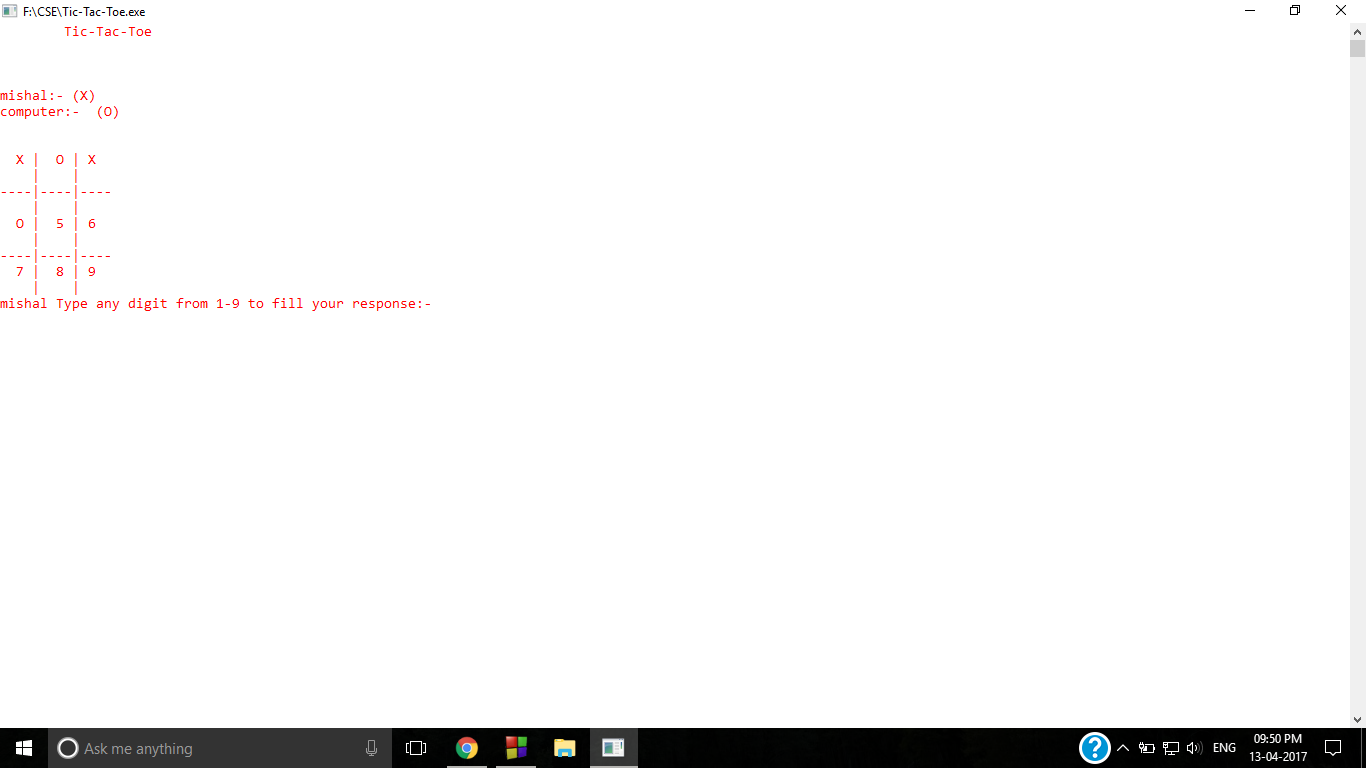 F:\CSE\Tic-Tac-Toe.exe
Tic-Tac-Toe
mishal:- (X)
computer:-  (O)
  X |  O | X
    |    |
----|----|----
    |    |
  O |  5 | 6
    |    |
----|----|----
  7 |  8 | 9
    |    |
mishal Type any digit from 1-9 to fill your response:-
Ask me anything
ENG
09:50 PM
13-04-2017